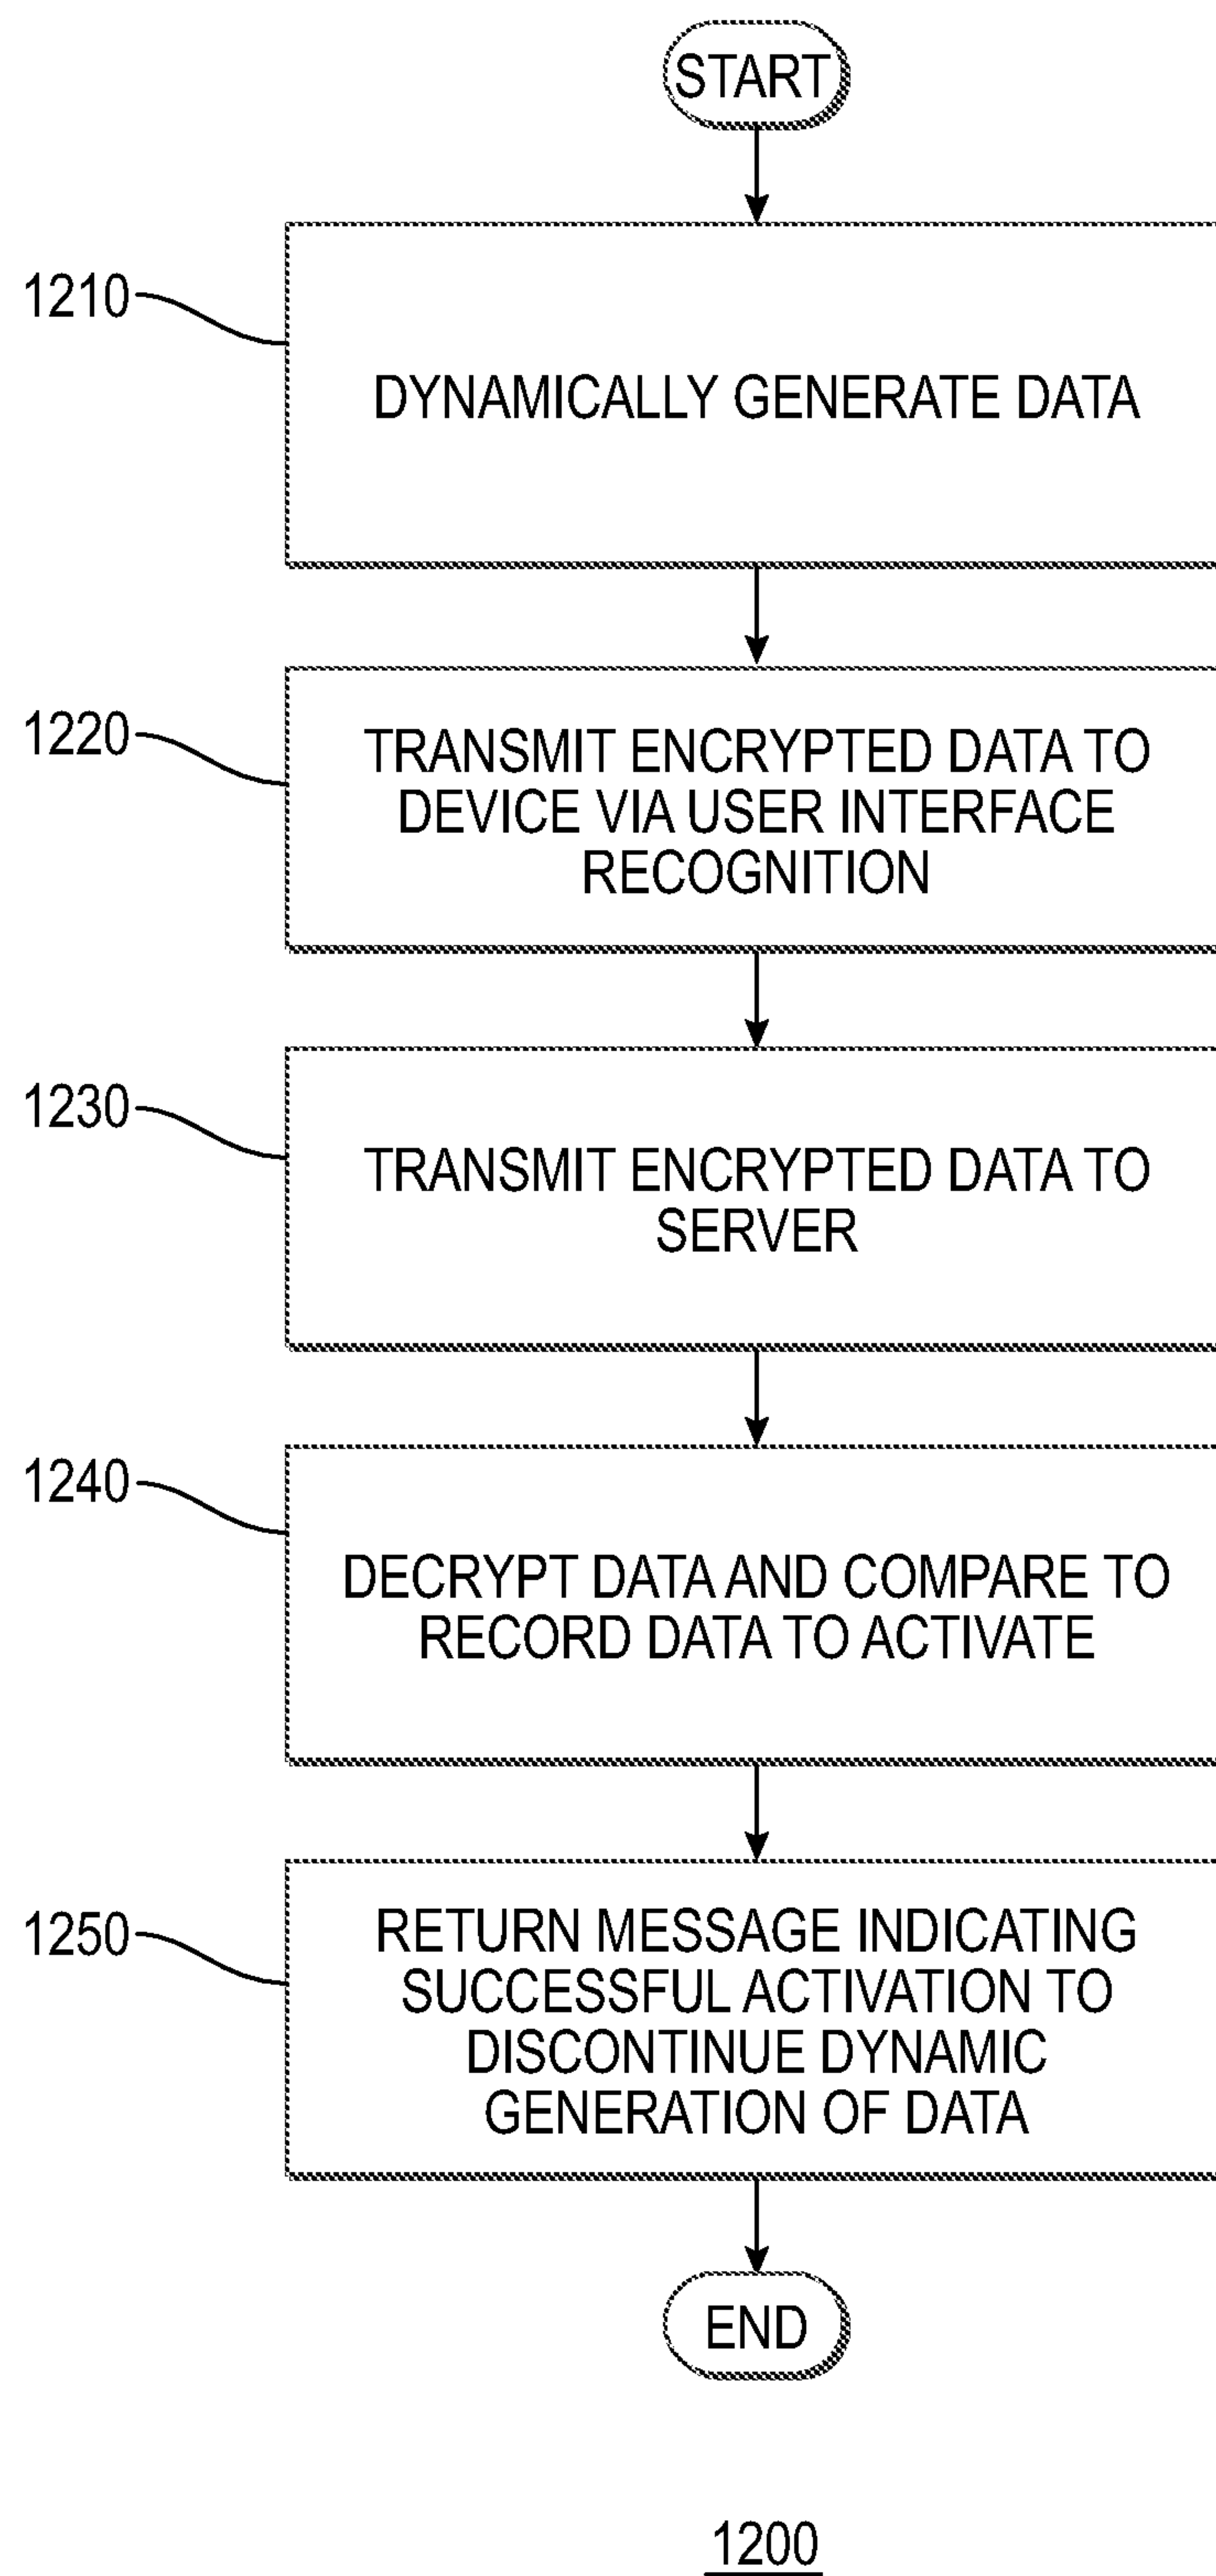 START
1210
DYNAMICALLY GENERATE DATA
1220
TRANSMIT ENCRYPTED DATA TO
DEVICE VIA USER INTERFACE
RECOGNITION
1230
TRANSMIT ENCRYPTED DATA TO
SERVER
1240
DECRYPT DATA AND COMPARE TO
RECORD DATA TO ACTIVATE
1250
RETURN MESSAGE INDICATING
SUCCESSFUL ACTIVATION TO
DISCONTINUE DYNAMIC
GENERATION OF DATA
END
1200